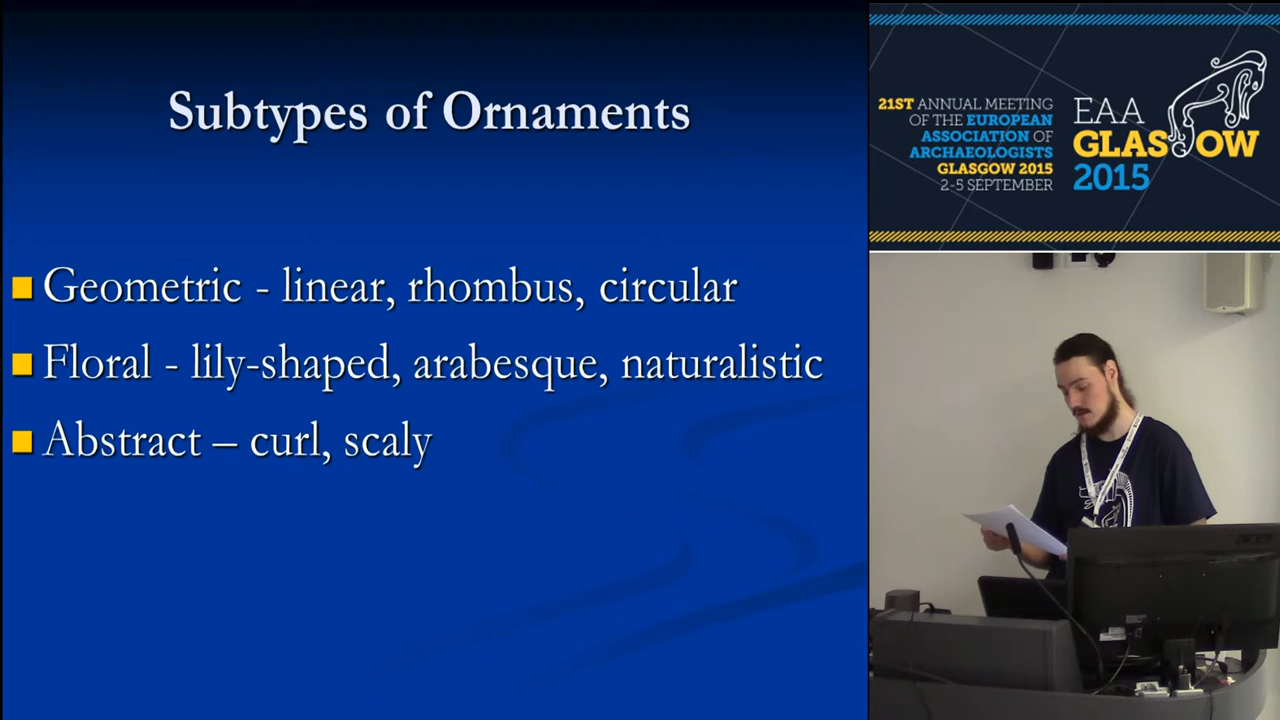 Subtypes of Ornaments
Geometric - linear, rhombus, circular
Floral - lily-shaped, arabesque, naturalistic
Abstract – curl, scaly
21ST ANNUAL MEETING
OF THE EUROPEAN
ASSOCIATION OF
ARCHAEOLOGISTS
GLASGOW 2015
2-5 SEPTEMBER
EAA
GLASGOW
2015